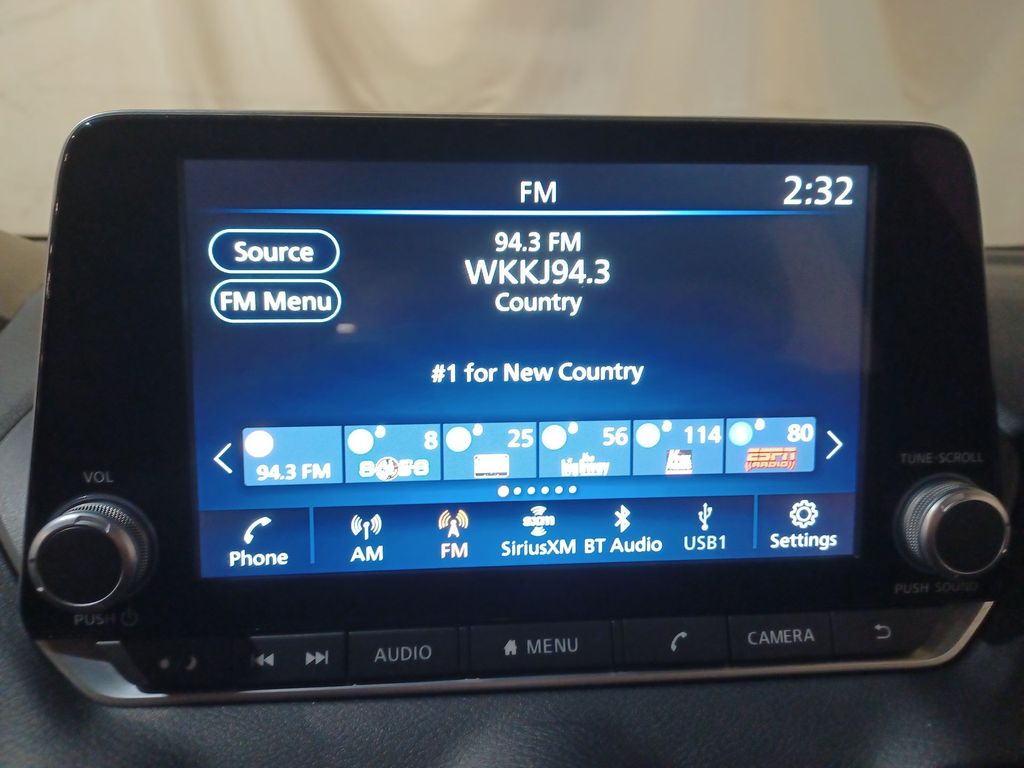 FM
2:32
Source
FM Menu
94.3 FM
WKKJ94.3
Country
#1 for New Country
94.3 FM
8
25
56
114
80
ESPN
RADIO
VOL
PUSH
TUNE·SCROLL
PUSH SOUND
Phone
AM
FM
SXM
SiriusXM
BT Audio
USB1
Settings
AUDIO
MENU
CAMERA